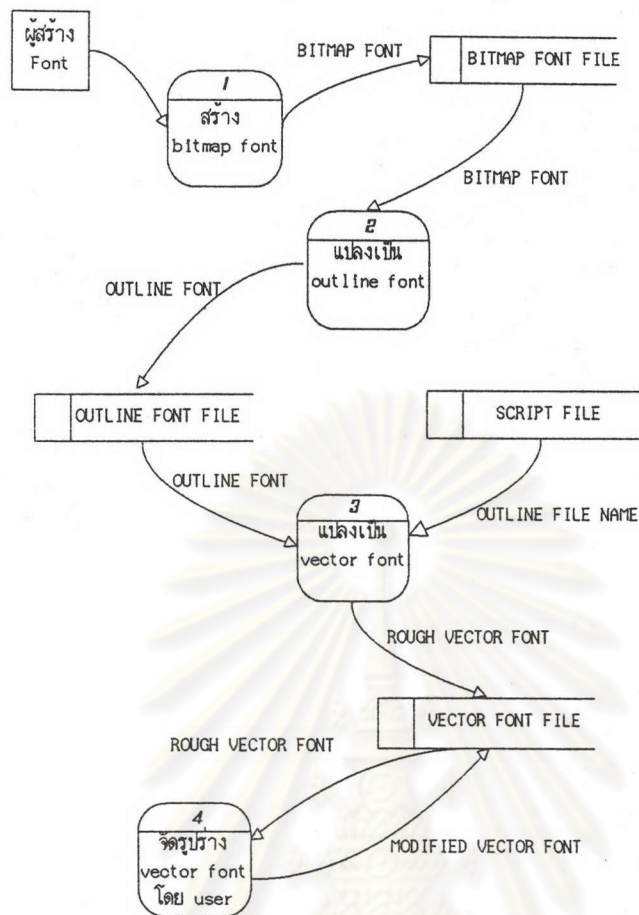 ผู้สร้าง
Font
BITMAP FONT
BITMAP FONT FILE
1
สร้าง
bitmap font
BITMAP FONT
2
แปลงเป็น
outline font
OUTLINE FONT
OUTLINE FONT FILE
SCRIPT FILE
OUTLINE FONT
OUTLINE FILE NAME
3
แปลงเป็น
vector font
ROUGH VECTOR FONT
VECTOR FONT FILE
ROUGH VECTOR FONT
4
จัดรูปร่าง
vector font
โดย user
MODIFIED VECTOR FONT